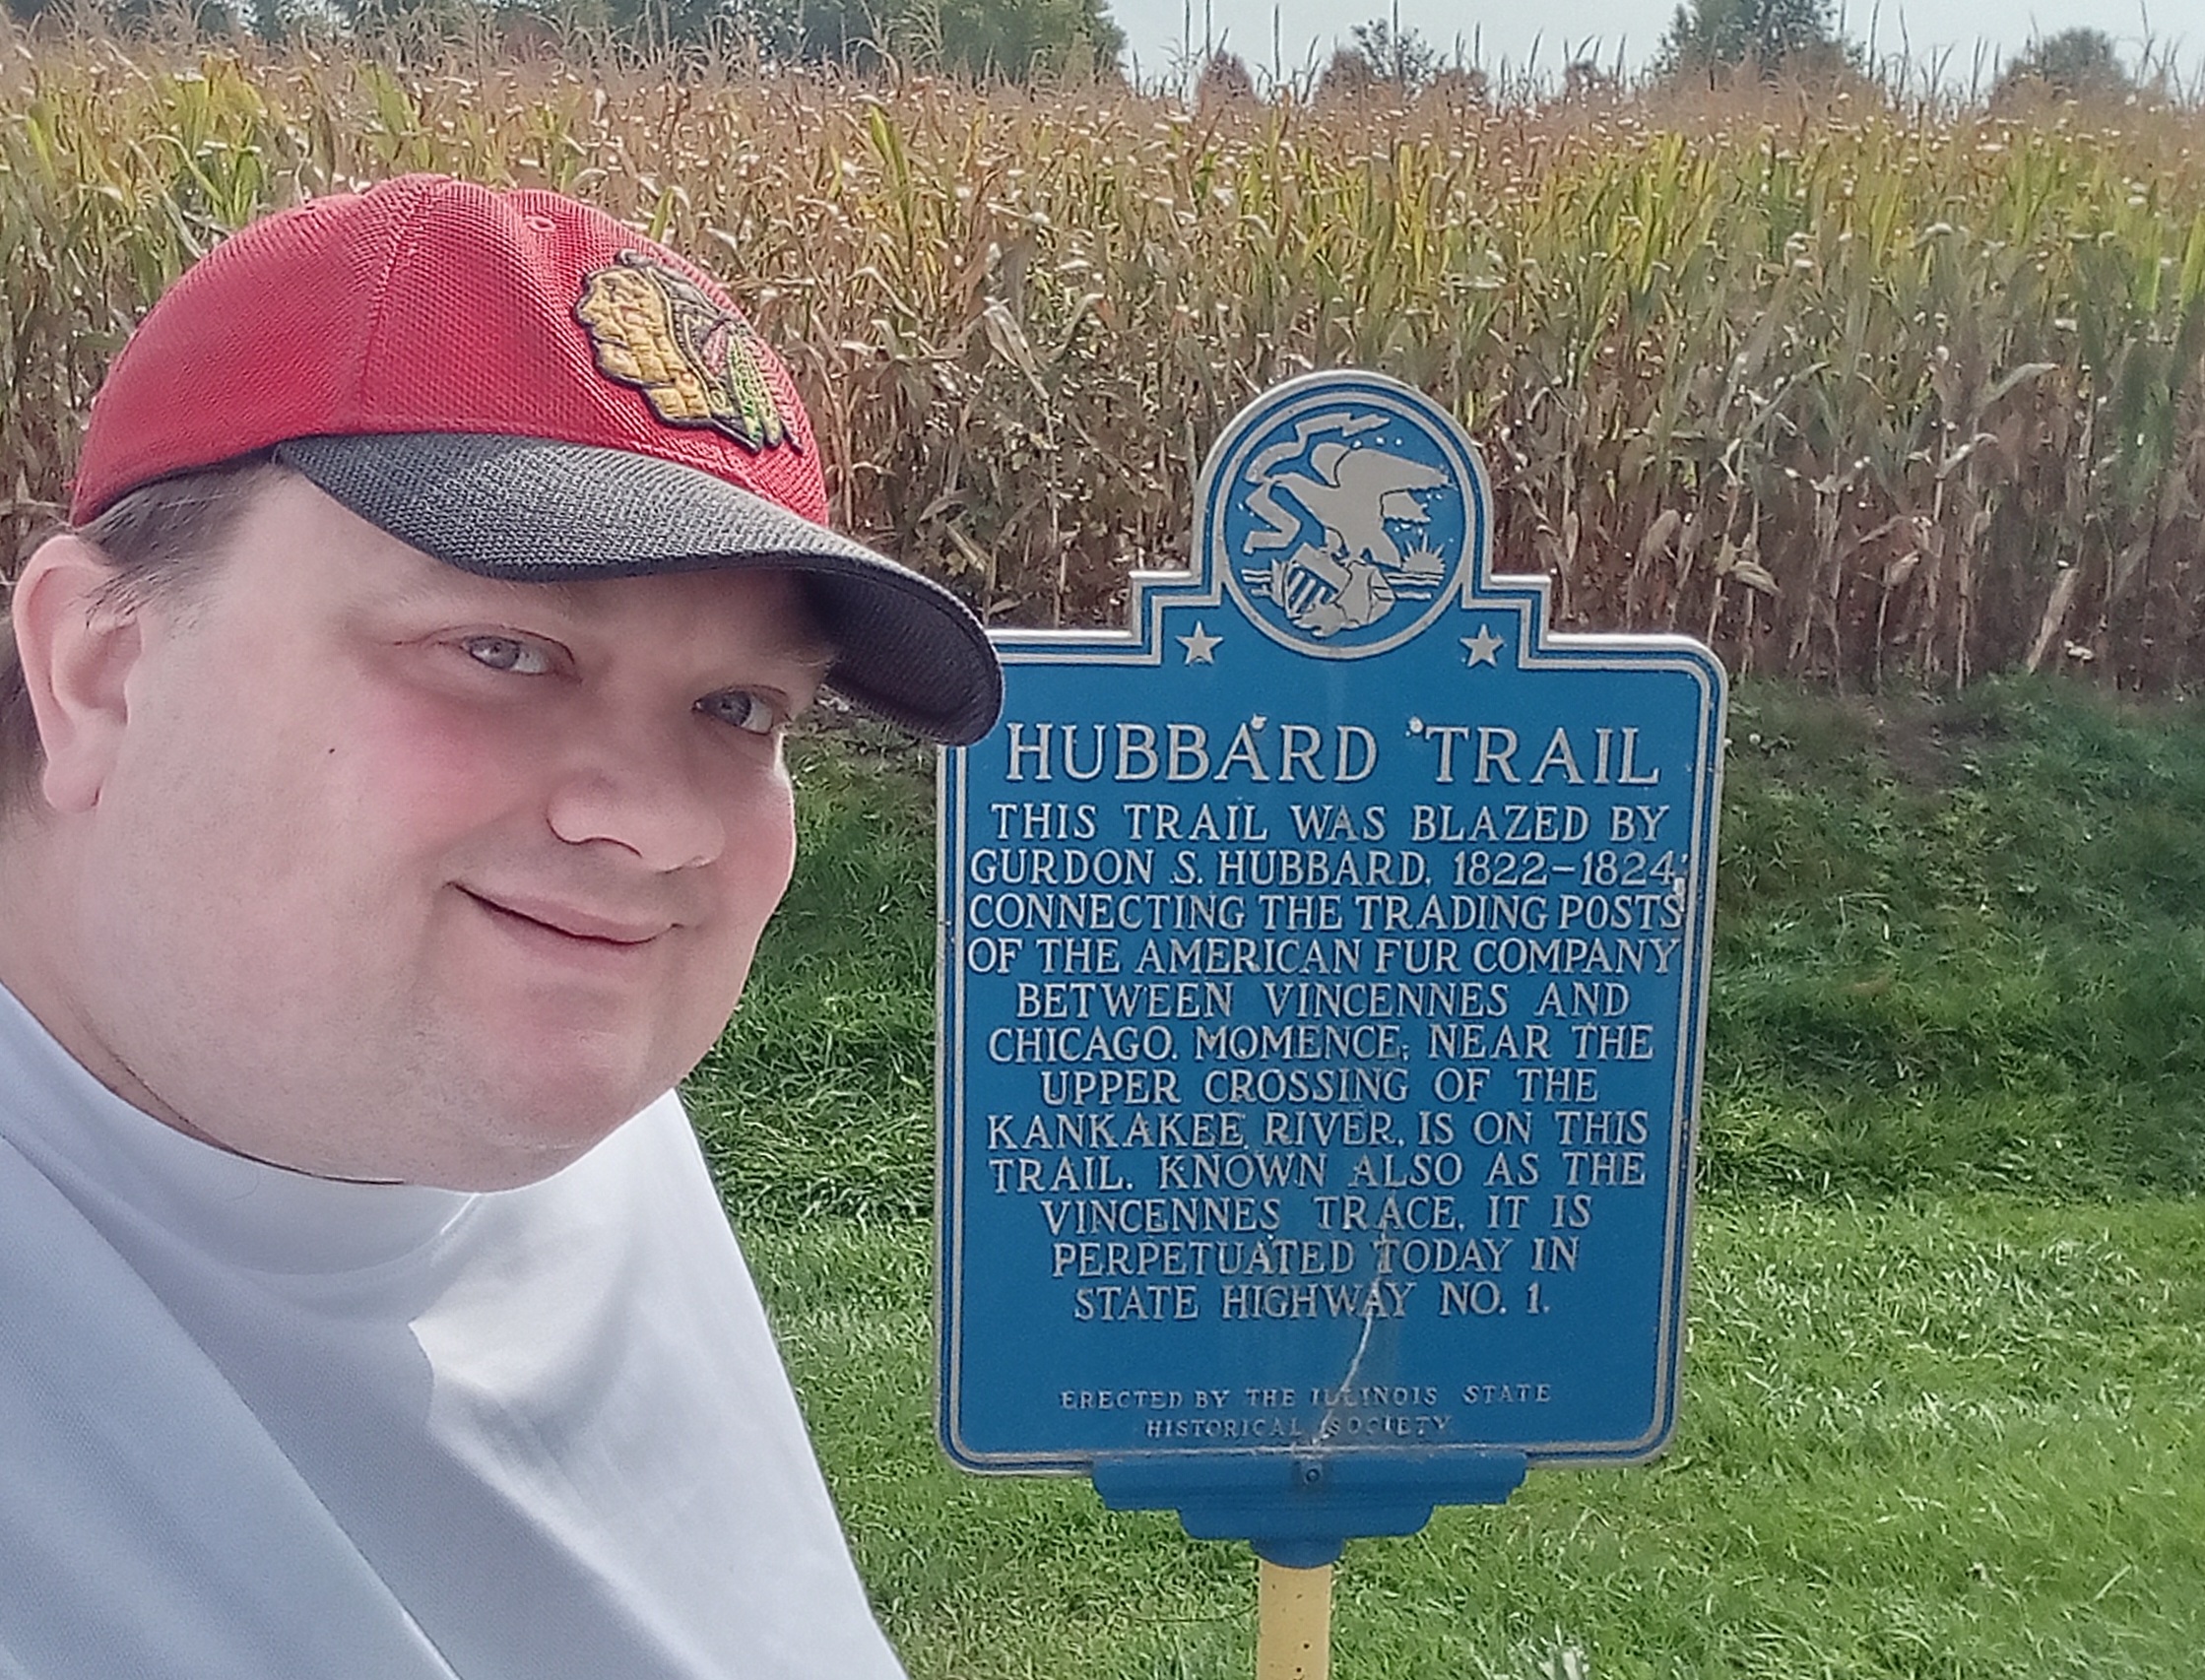 HUBBARD TRAIL
THIS TRAIL WAS BLAZED BY
GURDON S. HUBBARD, 1822-1824,
CONNECTING THE TRADING POSTS
OF THE AMERICAN FUR COMPANY
BETWEEN VINCENNES AND
CHICAGO. MOMENCE, NEAR THE
UPPER CROSSING OF THE
KANKAKEE RIVER, IS ON THIS
TRAIL. KNOWN ALSO AS THE
VINCENNES TRACE, IT IS
PERPETUATED TODAY IN
STATE HIGHWAY NO. 1.
ERECTED BY THE ILLINOIS STATE
HISTORICAL SOCIETY